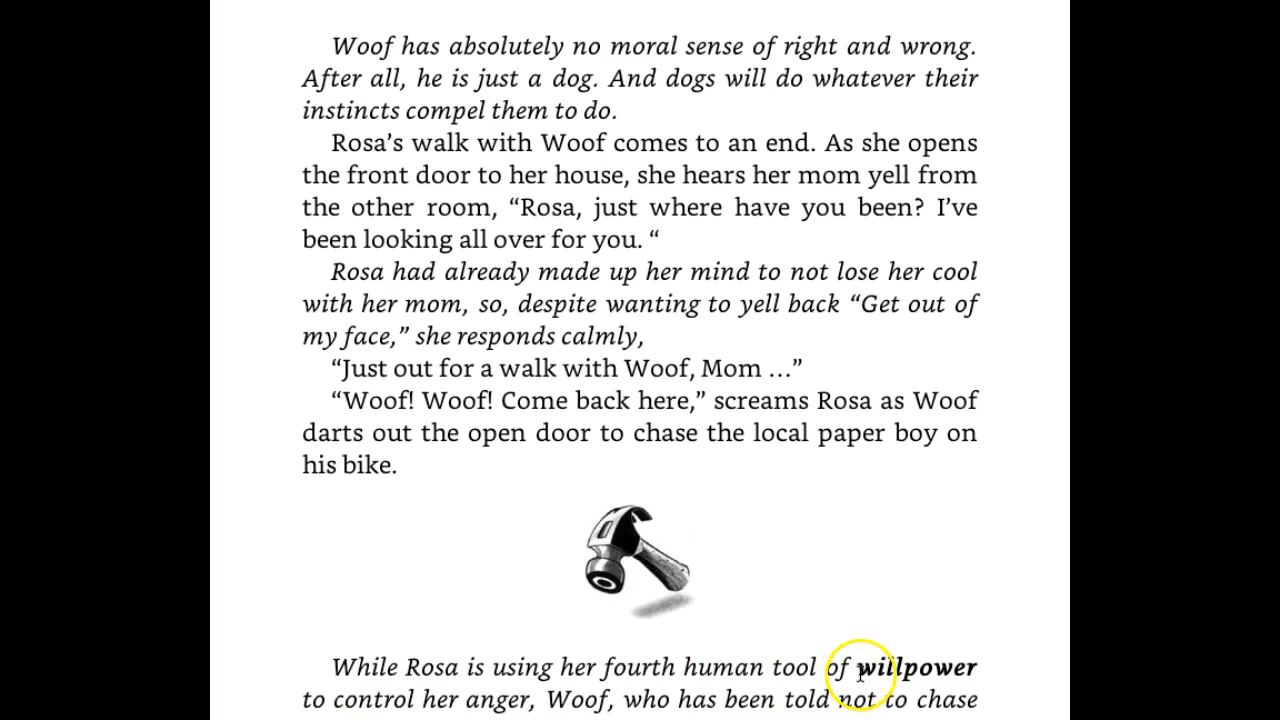 Woof has absolutely no moral sense of right and wrong.
After all, he is just a dog. And dogs will do whatever their
instincts compel them to do.
Rosa’s walk with Woof comes to an end. As she opens
the front door to her house, she hears her mom yell from
the other room, “Rosa, just where have you been? I’ve
been looking all over for you. “
Rosa had already made up her mind to not lose her cool
with her mom, so, despite wanting to yell back “Get out of
my face,” she responds calmly,
“Just out for a walk with Woof, Mom …”
“Woof! Woof! Come back here,” screams Rosa as Woof
darts out the open door to chase the local paper boy on
his bike.
While Rosa is using her fourth human tool of willpower
to control her anger, Woof, who has been told not to chase